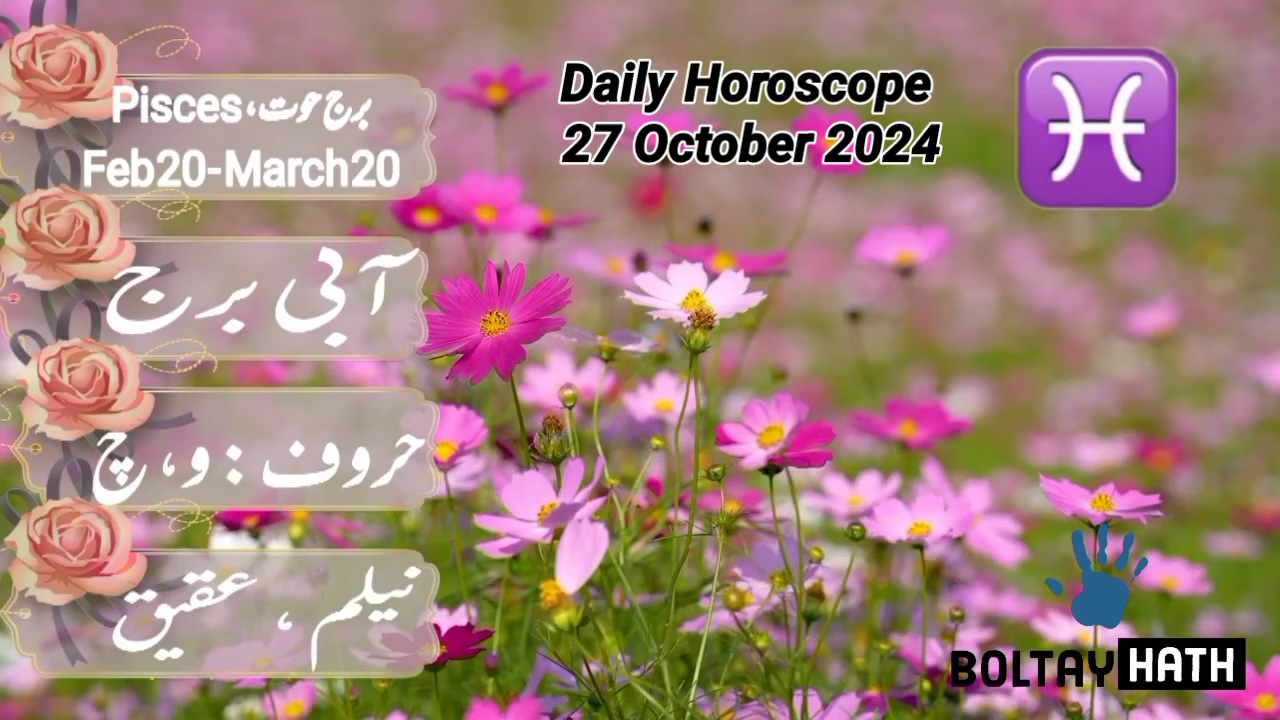 Pisces،برج حوت
Feb20-March20
آبی برج
حروف : و، چ
نیلم ، عقیق
Daily Horoscope
27 October 2024
♓
BOLTAY HATH